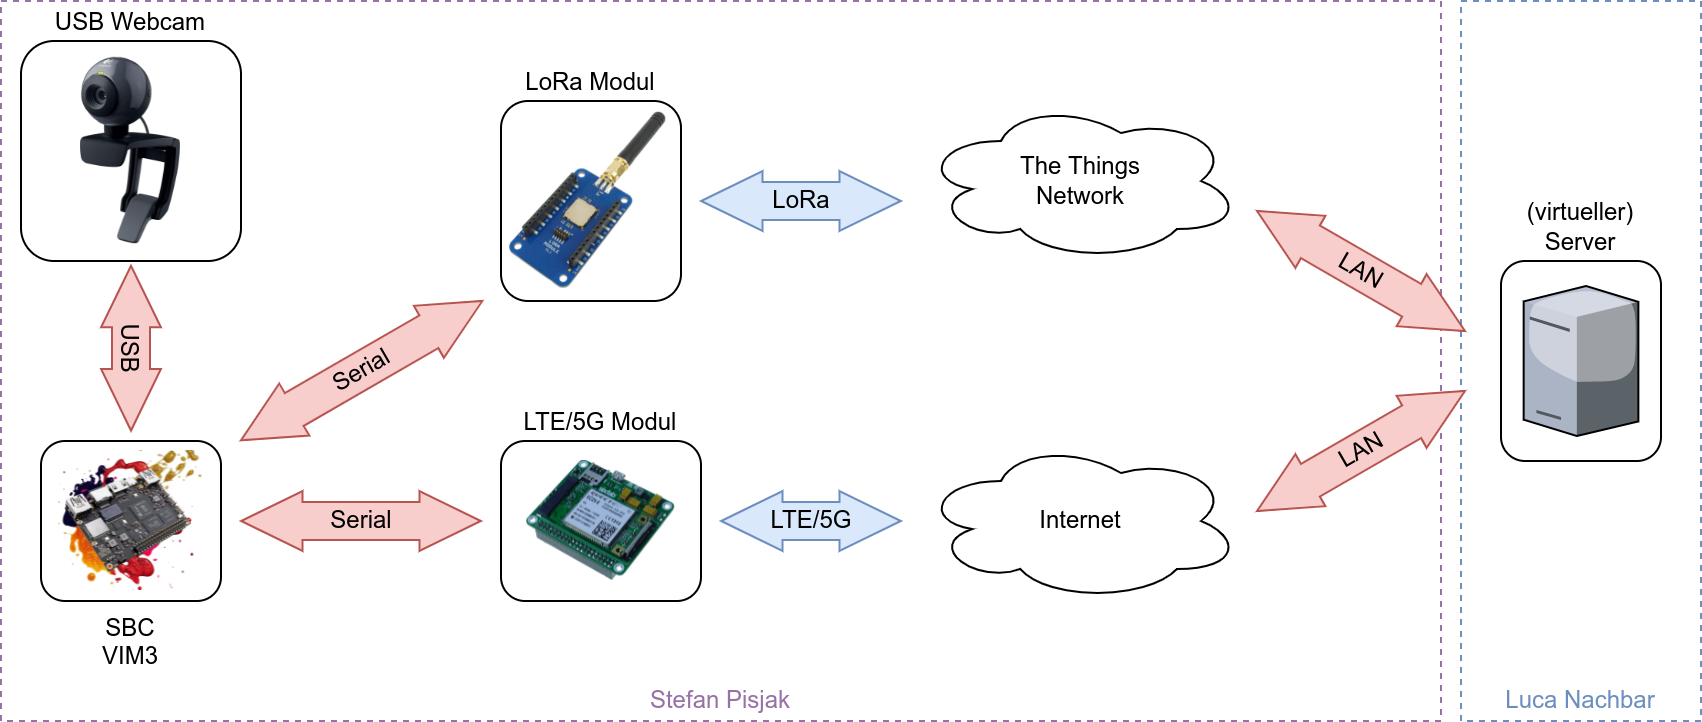 USB Webcam
LoRa Modul
The Things
Network
LoRa
(virtueller)
Server
LAN
USB
Serial
LTE/5G Modul
LAN
Serial
LTE/5G
Internet
SBC
VIM3
Stefan Pisjak
Luca Nachbar